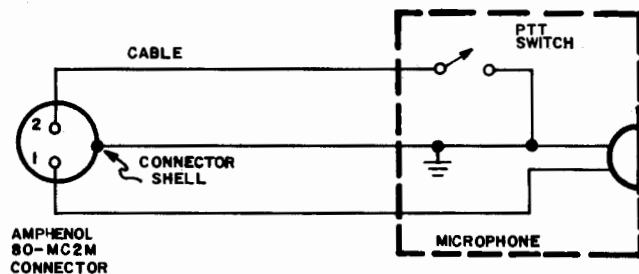 PTT
SWITCH
CABLE
2
1
CONNECTOR
SHELL
AMPHENOL
80-MC2M
CONNECTOR
MICROPHONE